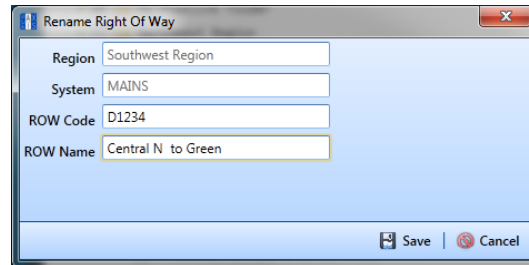 Rename Right Of Way
Region Southwest Region
System MAINS
ROW Code D1234
ROW Name Central N  to Green
Save Cancel